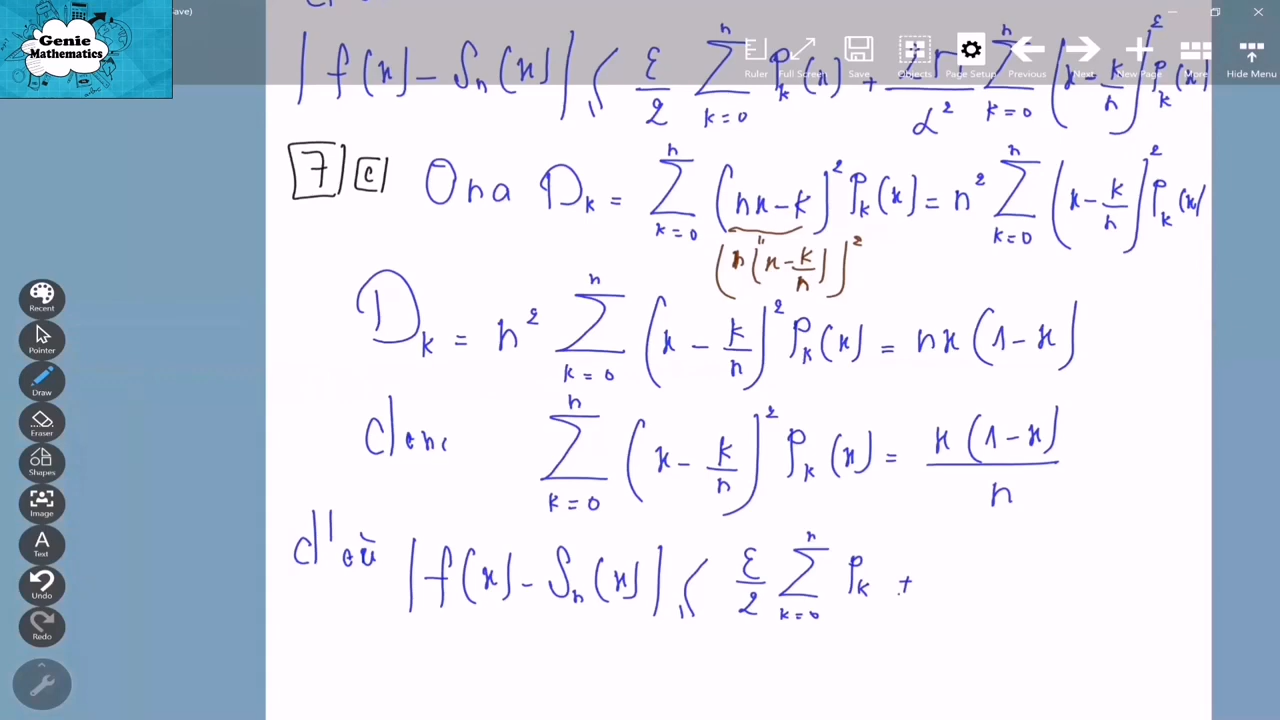 Save)
Genie
Mathematics
Ruler Full Screen Save Objects Page Setup Previous Next New Page More Hide Menu
|f(x) - Sₙ(x)| ≤ ε/2 ∑_{k=0}^{n} P_k(x) + /α² ∑_{k=0}^{n} (x - k/n)² P_k(x)
7) c On a D_k = ∑_{k=0}^{n} (nx - k)² P_k(x) = n² ∑_{k=0}^{n} (x - k/n)² P_k(x)
(n(x - k/n))²
D_k = n² ∑_{k=0}^{n} (x - k/n)² P_k(x) = nx(1 - x)
donc ∑_{k=0}^{n} (x - k/n)² P_k(x) = x(1 - x)/n
d'où |f(x) - Sₙ(x)| ≤ ε/2 ∑_{k=0}^{n} P_k +
Recent
Pointer
Draw
Eraser
Shapes
Image
A
Text
Undo
Redo